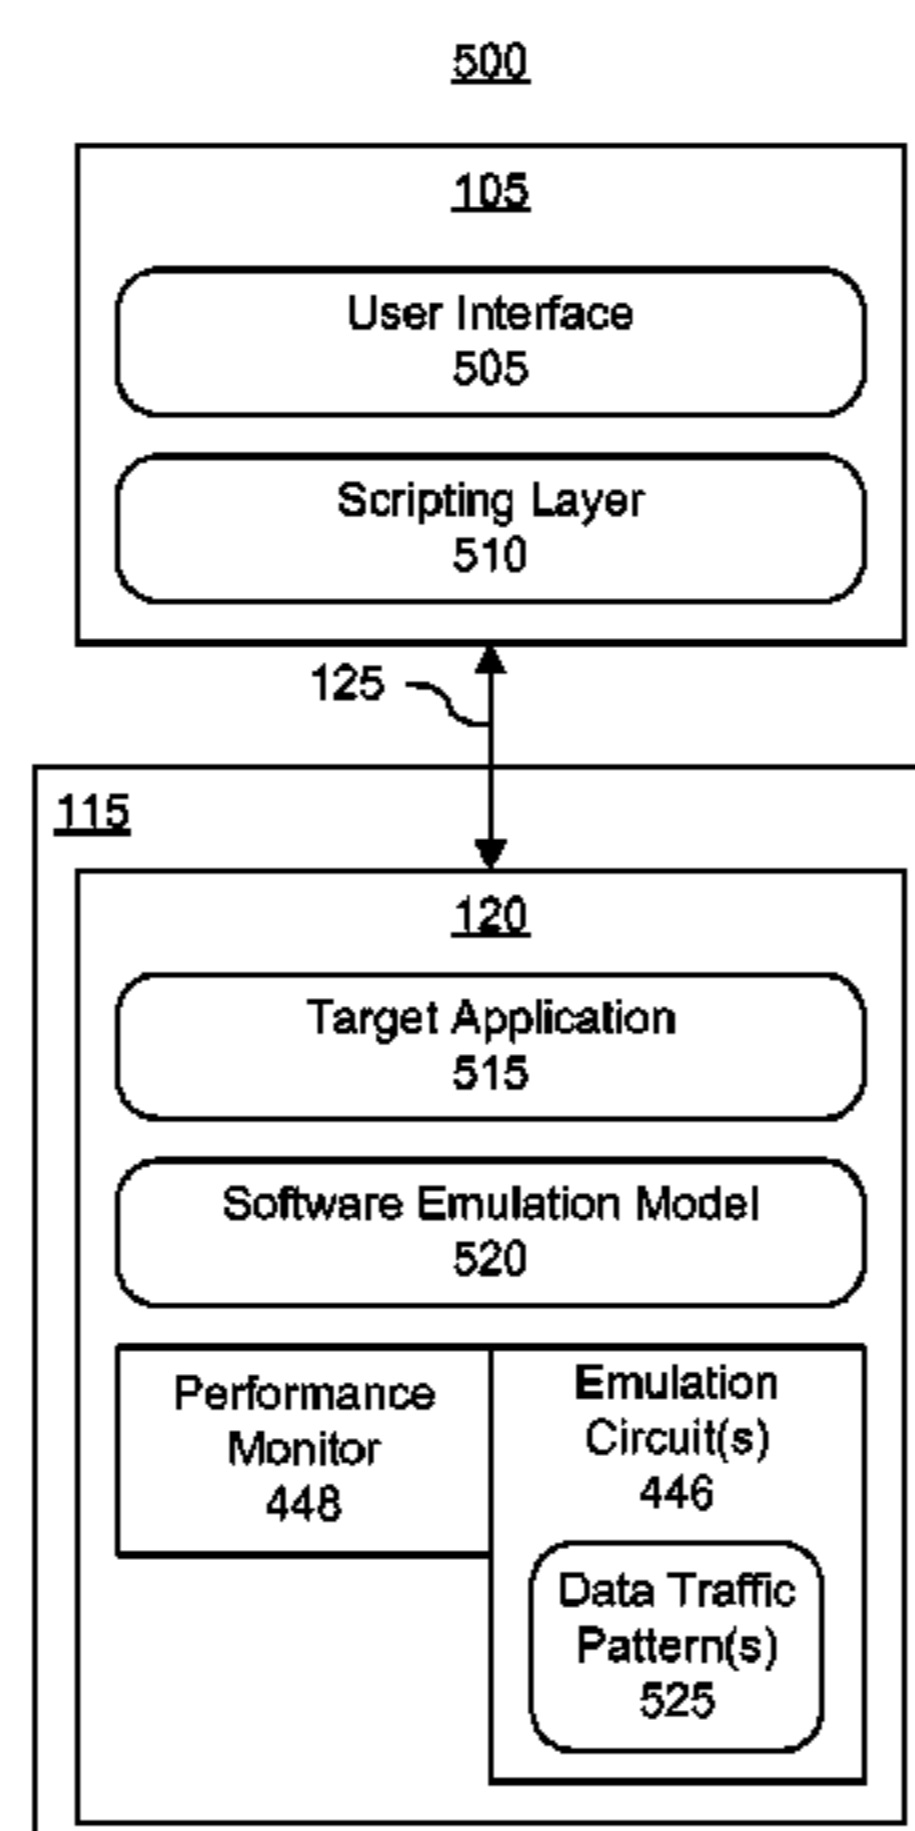 500
105
User Interface
505
Scripting Layer
510
125
115
120
Target Application
515
Software Emulation Model
520
Performance
Monitor
448
Emulation
Circuit(s)
446
Data Traffic
Pattern(s)
525